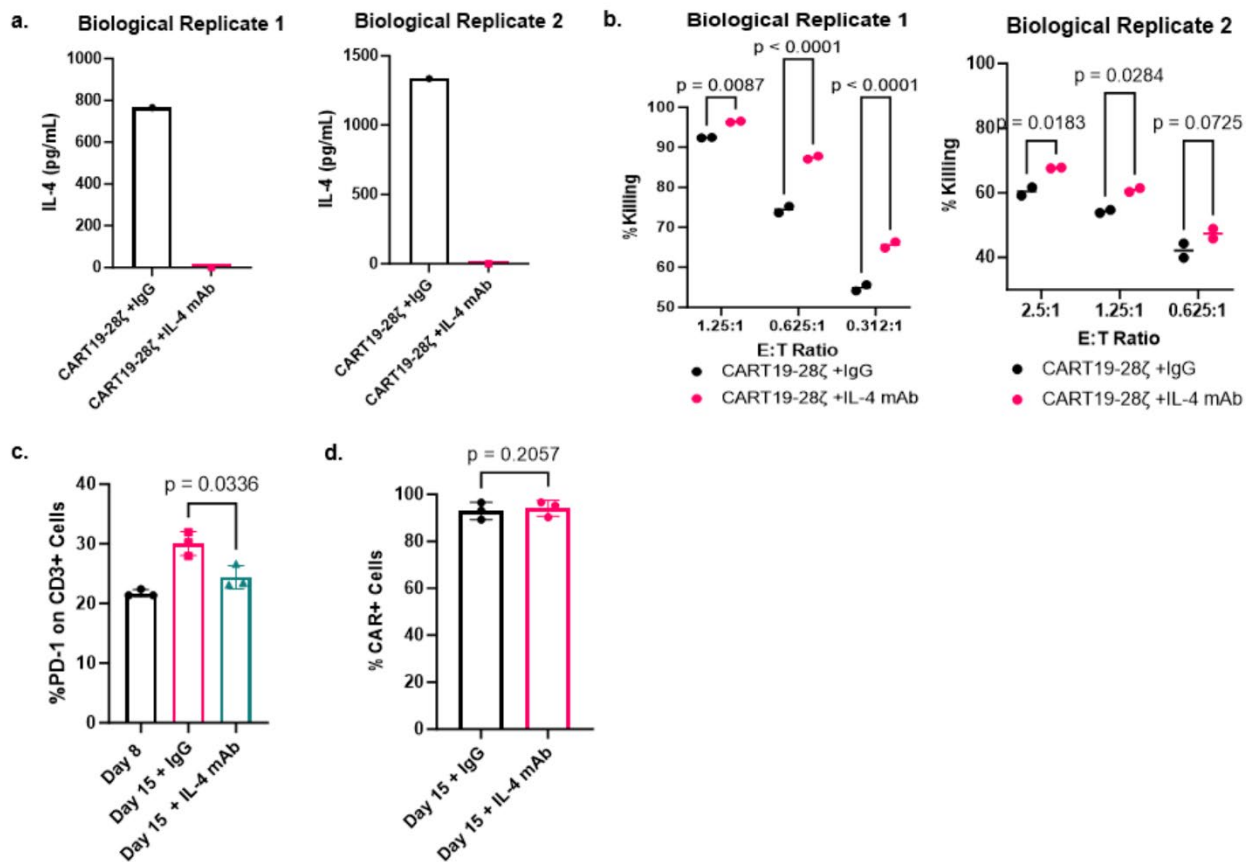 a.
Biological Replicate 1
IL-4 (pg/mL)
1000
800
600
400
200
0
CART19-28ζ +IgG
CART19-28ζ +IL-4 mAb
Biological Replicate 2
IL-4 (pg/mL)
1500
1000
500
0
CART19-28ζ +IgG
CART19-28ζ +IL-4 mAb
b.
Biological Replicate 1
p < 0.0001
p = 0.0087
p < 0.0001
% Killing
100
90
80
70
60
50
1.25:1
0.625:1
0.312:1
E:T Ratio
CART19-28ζ +IgG
CART19-28ζ +IL-4 mAb
Biological Replicate 2
p = 0.0284
p = 0.0183
p = 0.0725
% Killing
100
80
60
40
2.5:1
1.25:1
0.625:1
E:T Ratio
CART19-28ζ +IgG
CART19-28ζ +IL-4 mAb
c.
p = 0.0336
%PD-1 on CD3+ Cells
40
30
20
10
0
Day 8
Day 15 + IgG
Day 15 + IL-4 mAb
d.
p = 0.2057
% CAR+ Cells
100
80
60
40
20
0
Day 15 + IgG
Day 15 + IL-4 mAb